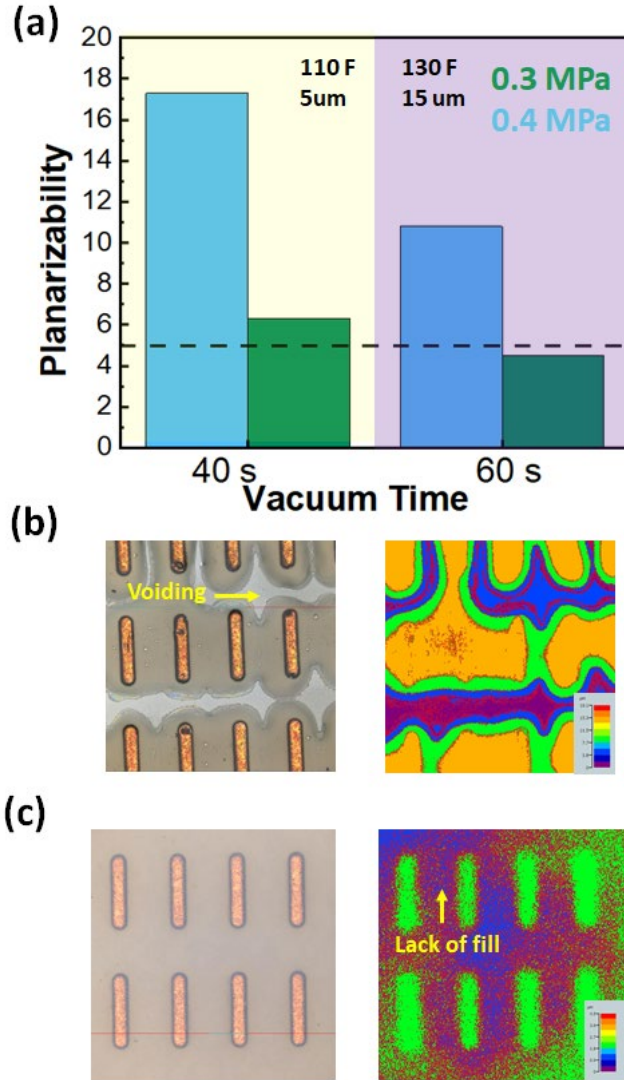 (a)
20
18
16
14
12
10
8
6
4
2
0
Planarizability
110 F
5um
130 F
15 um
0.3 MPa
0.4 MPa
40 s
60 s
Vacuum Time
(b)
Voiding
(c)
Lack of fill